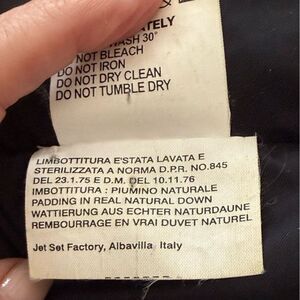 WASH 30°
DO NOT BLEACH
DO NOT IRON
DO NOT DRY CLEAN
DO NOT TUMBLE DRY
LIMBOTTITURA E'STATA LAVATA E
STERILIZZATA A NORMA D.P.R. NO.845
DEL 23.1.75 E D.M. DEL 10.11.76
IMBOTTITURA : PIUMINO NATURALE
PADDING IN REAL NATURAL DOWN
WATTIERUNG AUS ECHTER NATURDAUNE
REMBOURRAGE EN VRAI DUVET NATUREL
Jet Set Factory, Albavilla Italy